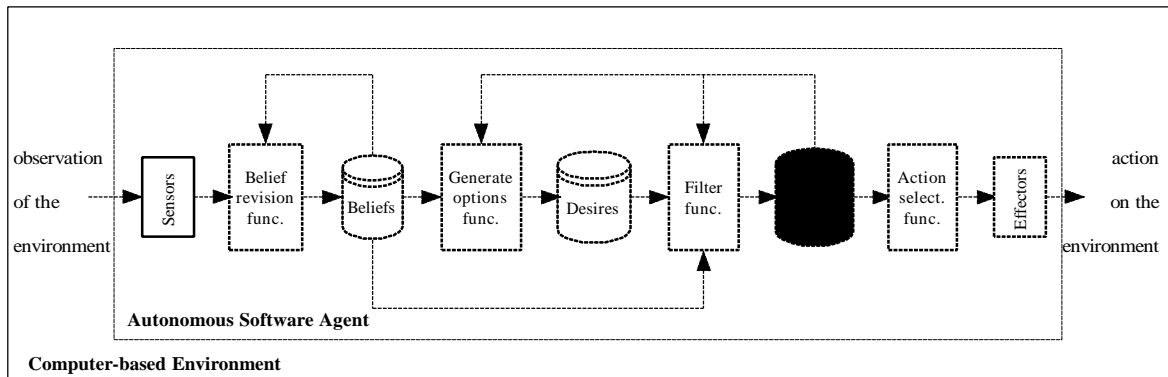 observation
of the
environment
Sensors
Belief
revision
func.
Beliefs
Generate
options
func.
Desires
Filter
func.
Action
select.
func.
Effectors
action
on the
environment
Autonomous Software Agent
Computer-based Environment